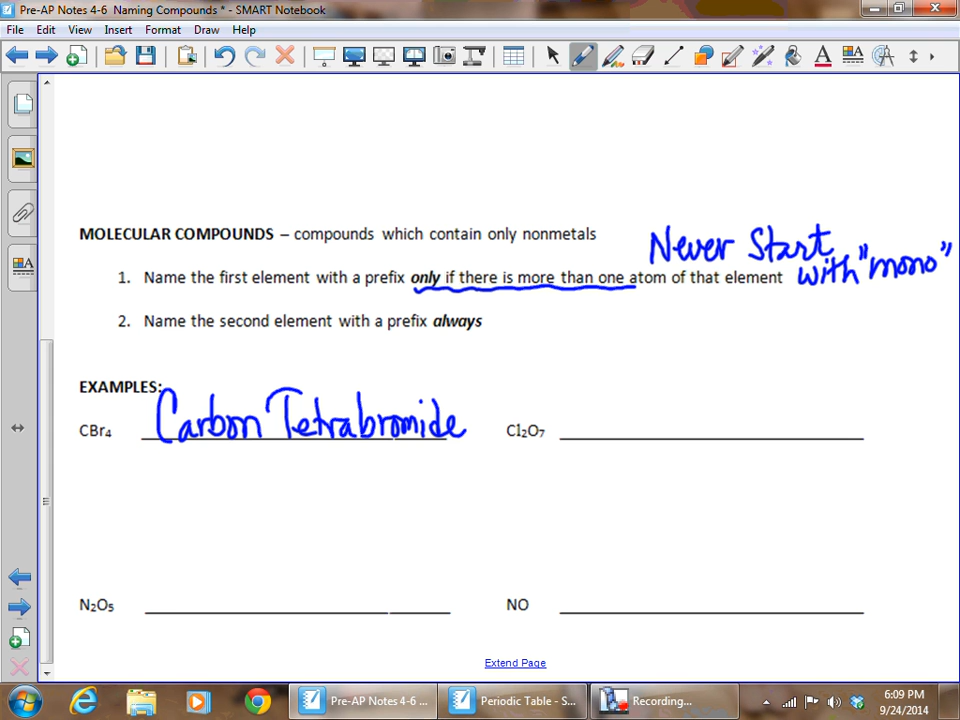 Pre-AP Notes 4-6 Naming Compounds * - SMART Notebook
File Edit View Insert Format Draw Help
MOLECULAR COMPOUNDS – compounds which contain only nonmetals
Never Start
with "mono"
1. Name the first element with a prefix only if there is more than one atom of that element
2. Name the second element with a prefix always
EXAMPLES:
CBr₄ Carbon Tetrabromide Cl₂O₇
N₂O₅ NO
Extend Page
Pre-AP Notes 4-6 ... Periodic Table - S... Recording...
6:09 PM
9/24/2014